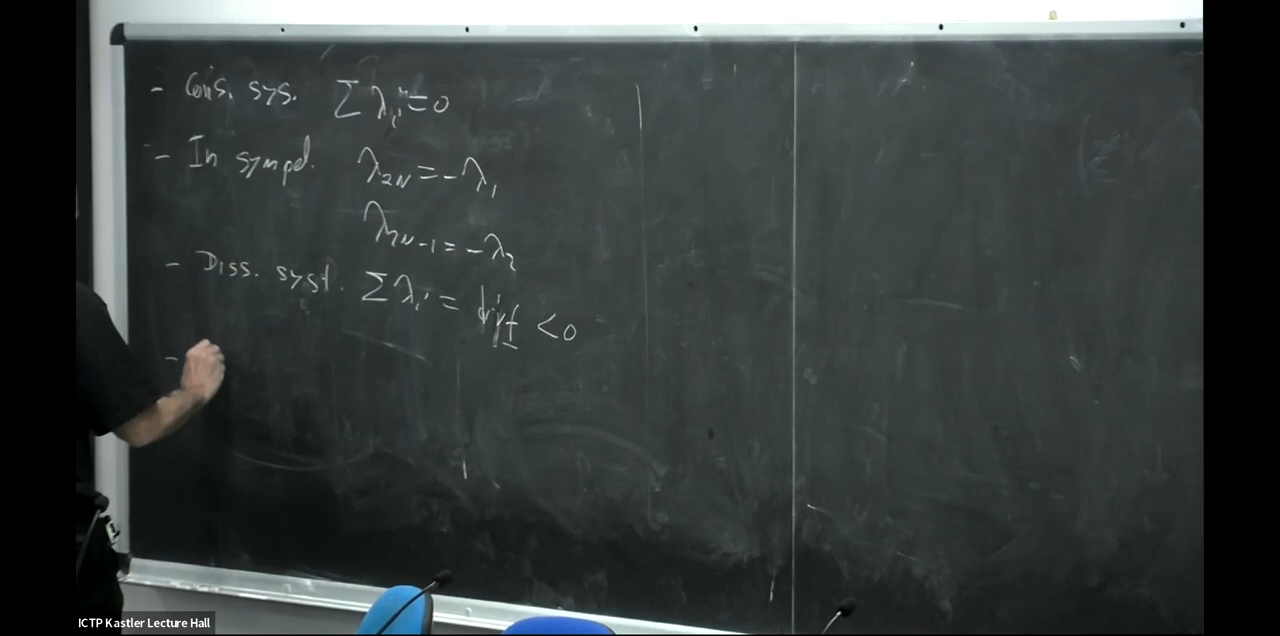 - Cons. sys. Σ λᵢ = 0
- In sympl. λ₂N = -λ₁
λ₂N-1 = -λ₂
- Diss. syst. Σ λᵢ = div f < 0
-
ICTP Kastler Lecture Hall